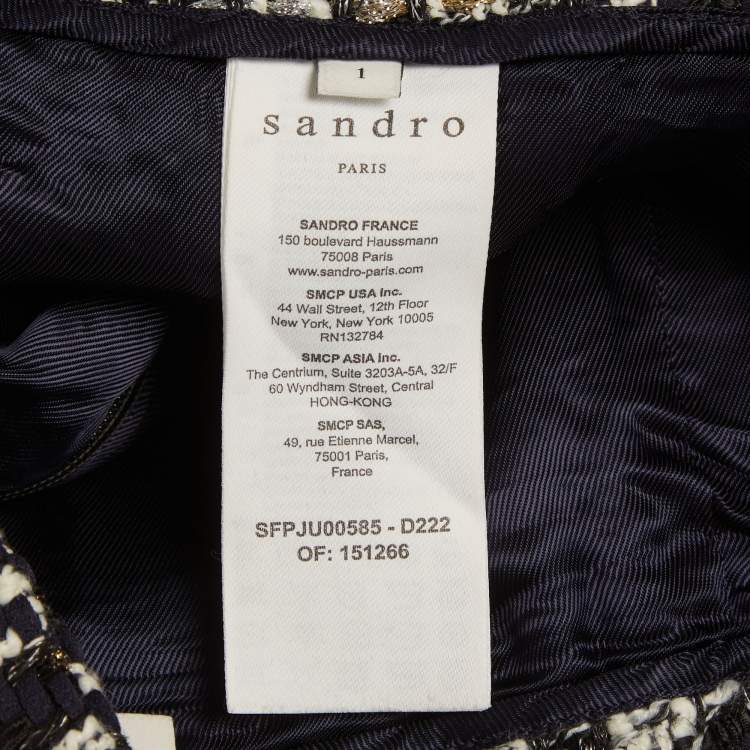 1
sandro
PARIS
SANDRO FRANCE
150 boulevard Haussmann
75008 Paris
www.sandro-paris.com
SMCP USA Inc.
44 Wall Street, 12th Floor
New York, New York 10005
RN132784
SMCP ASIA Inc.
The Centrium, Suite 3203A-5A, 32/F
60 Wyndham Street, Central
HONG-KONG
SMCP SAS,
49, rue Etienne Marcel,
75001 Paris,
France
SFPJU00585 - D222
OF: 151266